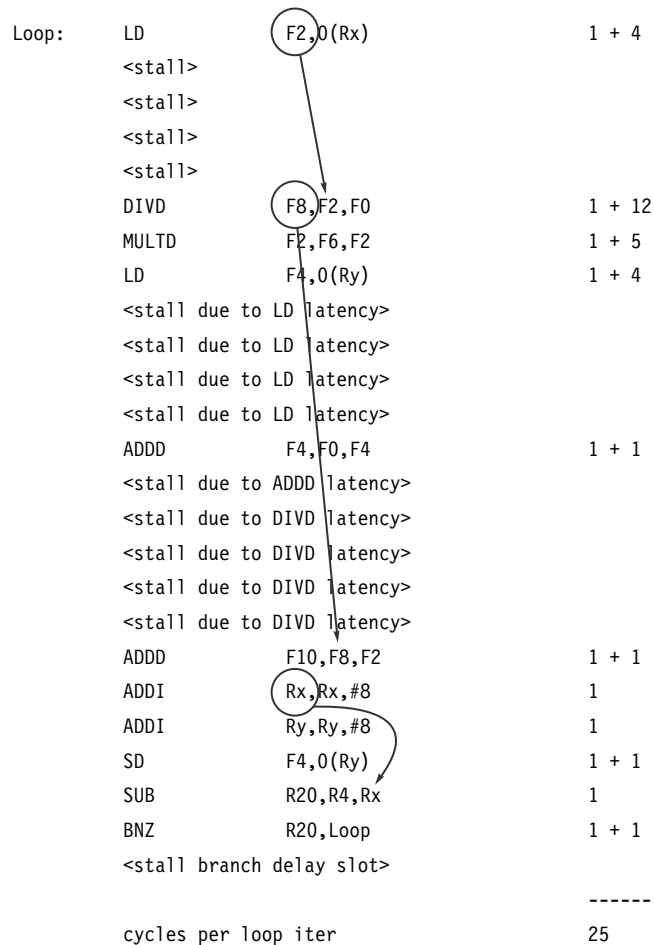 Loop: LD F2,0(Rx) 1 + 4
<stall>
<stall>
<stall>
<stall>
DIVD F8,F2,F0 1 + 12
MULTD F2,F6,F2 1 + 5
LD F4,0(Ry) 1 + 4
<stall due to LD latency>
<stall due to LD latency>
<stall due to LD latency>
<stall due to LD latency>
ADDD F4,F0,F4 1 + 1
<stall due to ADDD latency>
<stall due to DIVD latency>
<stall due to DIVD latency>
<stall due to DIVD latency>
<stall due to DIVD latency>
ADDD F10,F8,F2 1 + 1
ADDI Rx,Rx,#8 1
ADDI Ry,Ry,#8 1
SD F4,0(Ry) 1 + 1
SUB R20,R4,Rx 1
BNZ R20,Loop 1 + 1
<stall branch delay slot>
------
cycles per loop iter 25